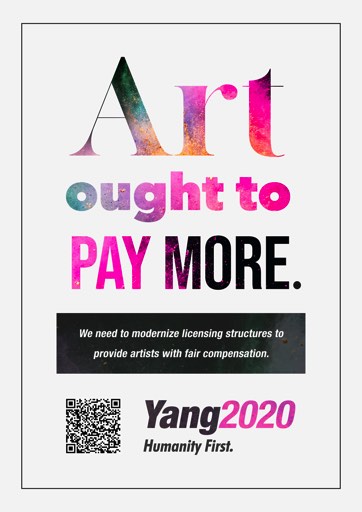 Art
ought to
PAY MORE.
We need to modernize licensing structures to
provide artists with fair compensation.
Yang2020
Humanity First.